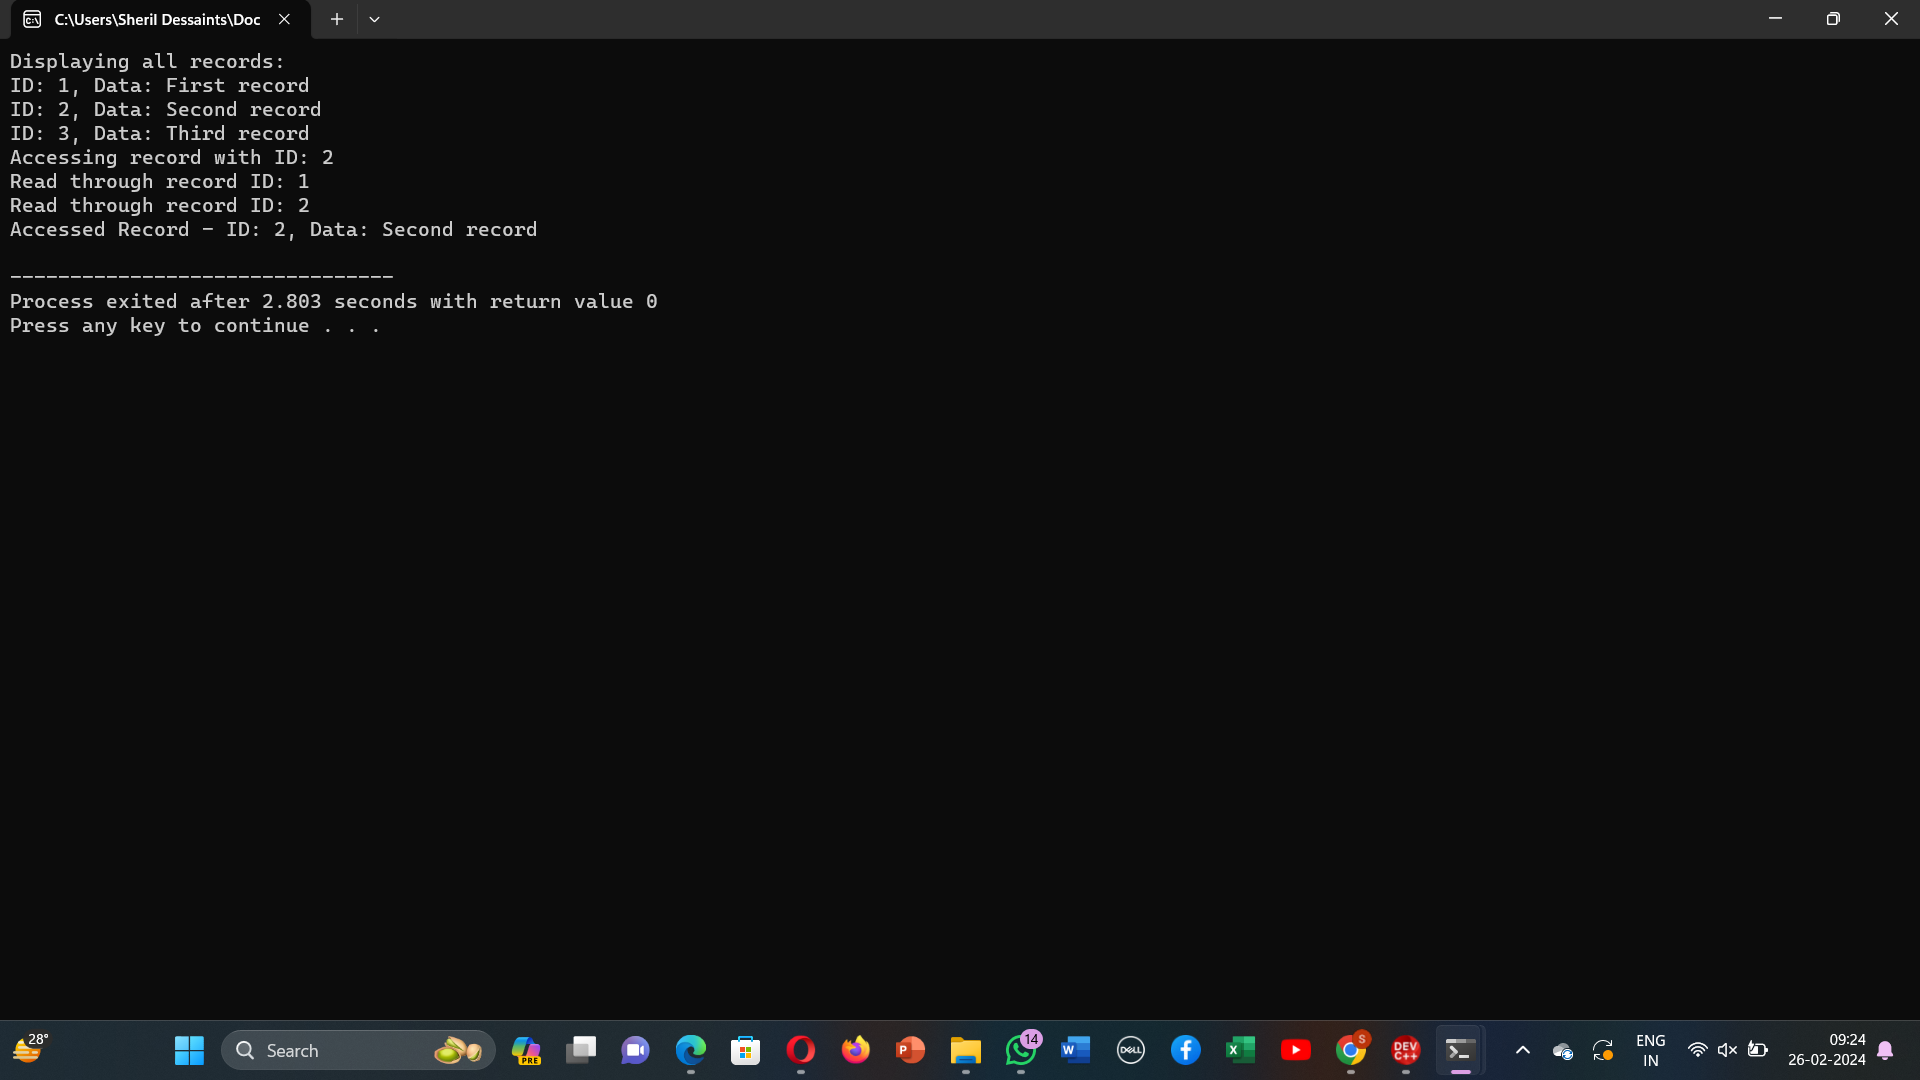 C:\Users\Sheril Dessaints\Doc
Displaying all records:
ID: 1, Data: First record
ID: 2, Data: Second record
ID: 3, Data: Third record
Accessing record with ID: 2
Read through record ID: 1
Read through record ID: 2
Accessed Record - ID: 2, Data: Second record
--------------------------------
Process exited after 2.803 seconds with return value 0
Press any key to continue . . .
28°
Search
PRE
P
14
W
DELL
X
S
DEV
C++
ENG
IN
09:24
26-02-2024